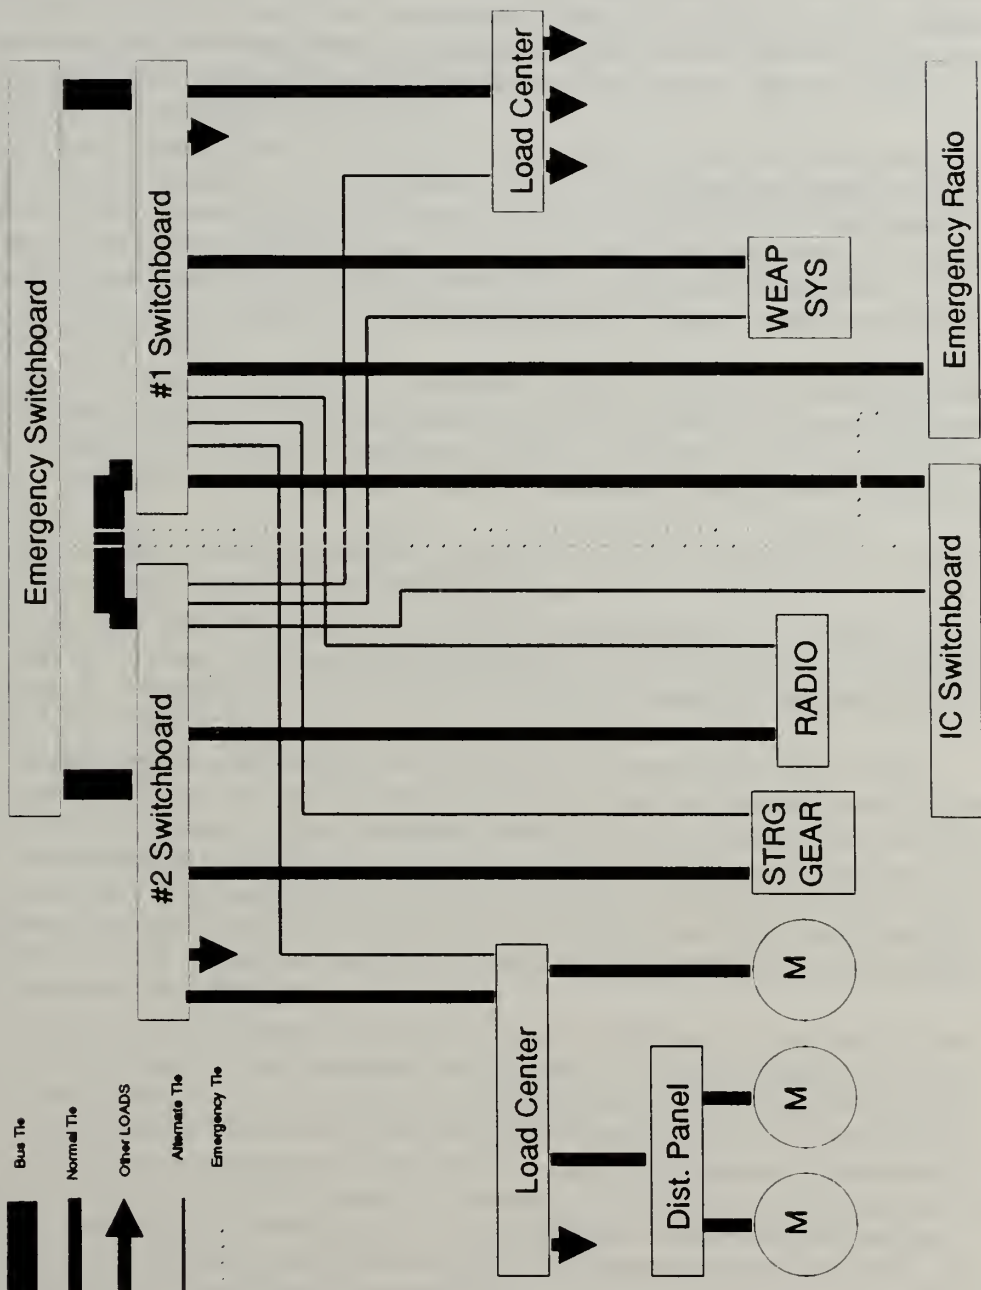 Emergency Switchboard
#2 Switchboard
#1 Switchboard
Load Center
Load Center
Dist. Panel
M
M
M
STRG
GEAR
RADIO
WEAP
SYS
IC Switchboard
Emergency Radio
Bus Tie
Normal Tie
Other LOADS
Alternate Tie
Emergency Tie